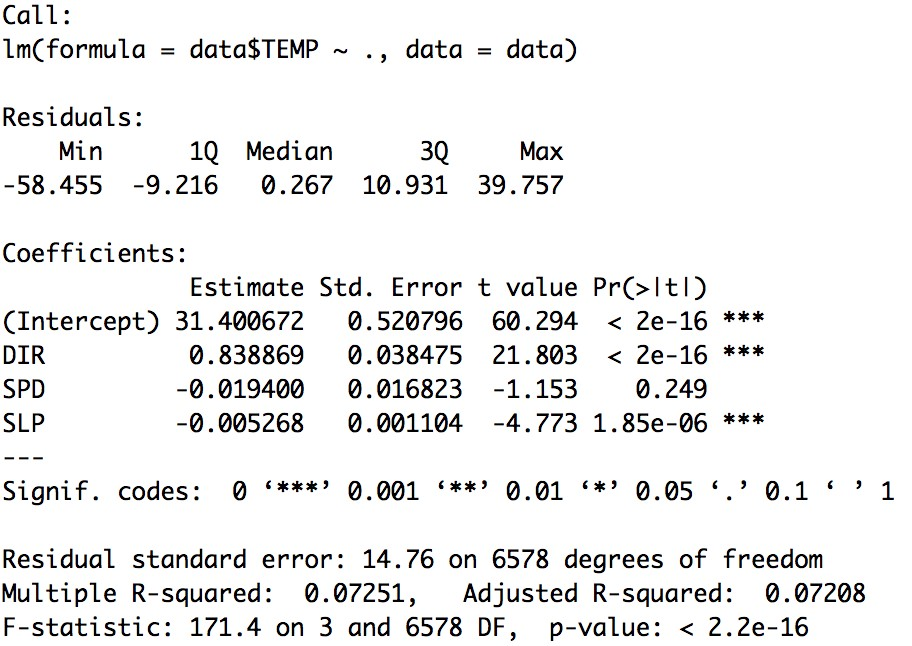 Call:
lm(formula = data$TEMP ~ ., data = data)
Residuals:
    Min      1Q  Median      3Q     Max
-58.455  -9.216   0.267  10.931  39.757
Coefficients:
             Estimate Std. Error t value Pr(>|t|)
(Intercept) 31.400672   0.520796  60.294  < 2e-16 ***
DIR          0.838869   0.038475  21.803  < 2e-16 ***
SPD         -0.019400   0.016823  -1.153    0.249
SLP         -0.005268   0.001104  -4.773 1.85e-06 ***
---
Signif. codes:  0 ‘***’ 0.001 ‘**’ 0.01 ‘*’ 0.05 ‘.’ 0.1 ‘ ’ 1
Residual standard error: 14.76 on 6578 degrees of freedom
Multiple R-squared:  0.07251,   Adjusted R-squared:  0.07208
F-statistic: 171.4 on 3 and 6578 DF,  p-value: < 2.2e-16